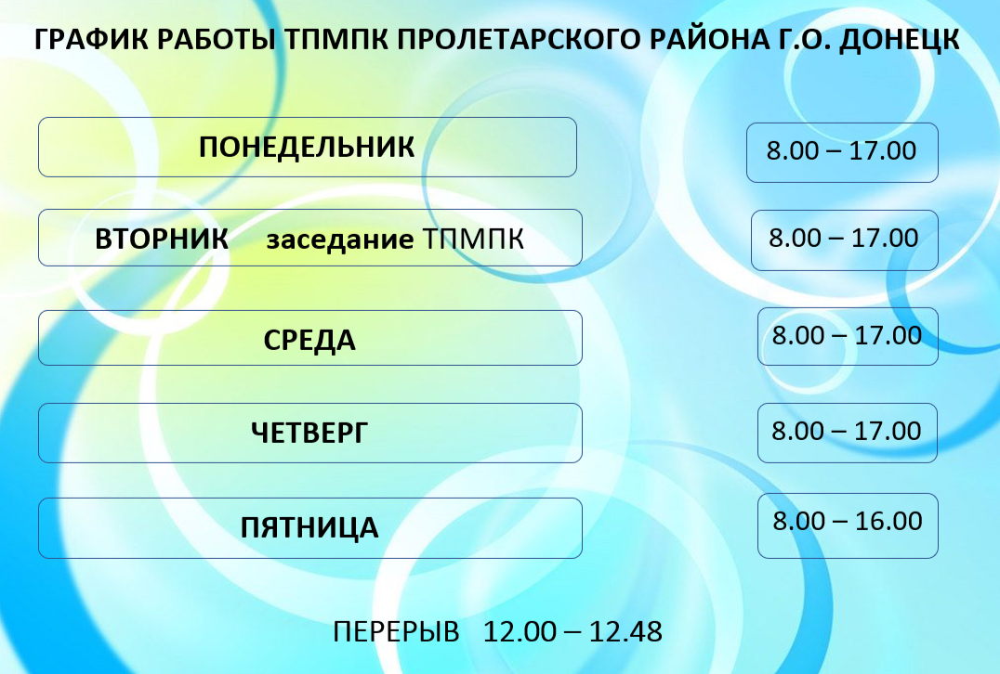 ГРАФИК РАБОТЫ ТПМПК ПРОЛЕТАРСКОГО РАЙОНА Г.О. ДОНЕЦК
ПОНЕДЕЛЬНИК 8.00 – 17.00
ВТОРНИК заседание ТПМПК 8.00 – 17.00
СРЕДА 8.00 – 17.00
ЧЕТВЕРГ 8.00 – 17.00
ПЯТНИЦА 8.00 – 16.00
ПЕРЕРЫВ 12.00 – 12.48